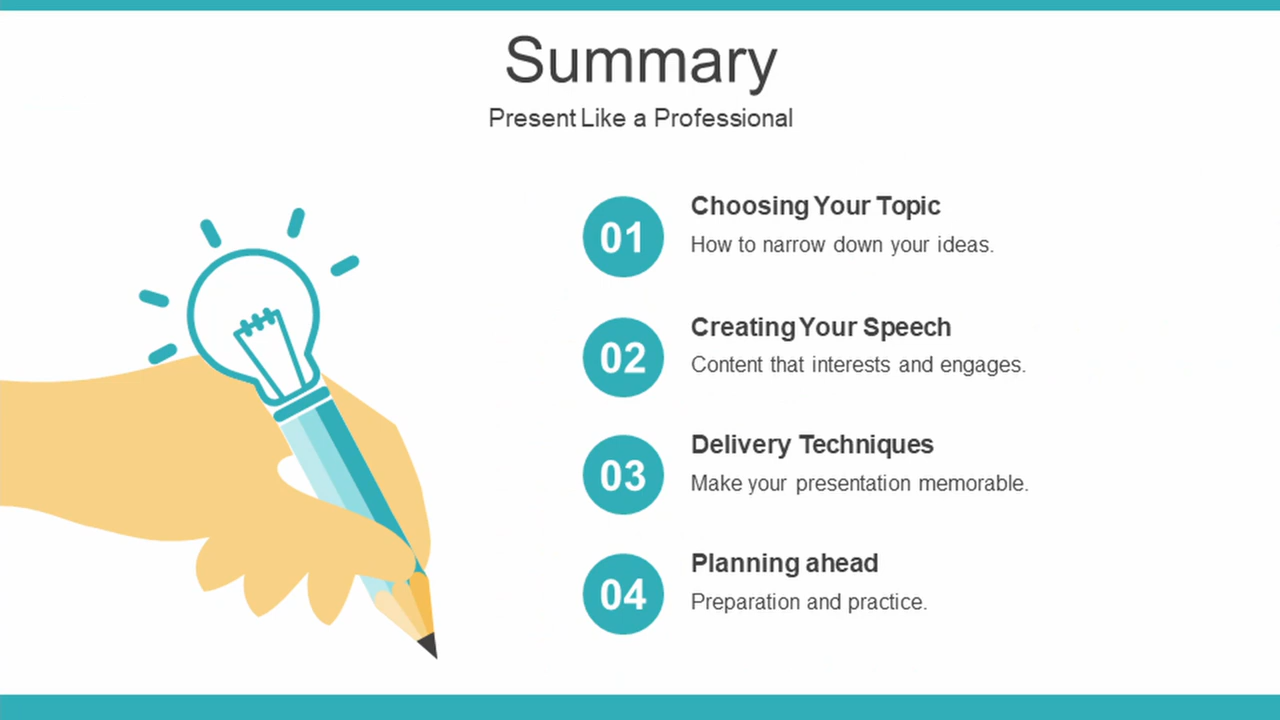 Summary
Present Like a Professional
01
Choosing Your Topic
How to narrow down your ideas.
02
Creating Your Speech
Content that interests and engages.
03
Delivery Techniques
Make your presentation memorable.
04
Planning ahead
Preparation and practice.